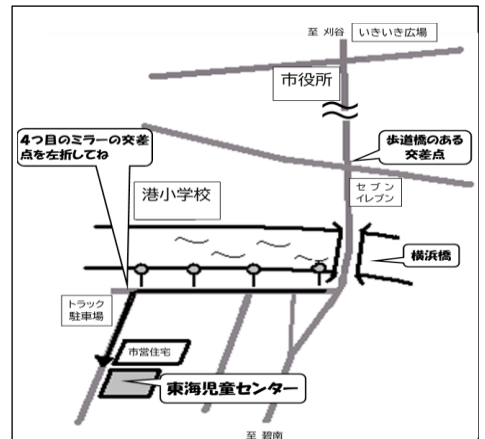 至 刈谷
いきいき広場
市役所
4つ目のミラーの交差
点を左折してね
歩道橋のある
交差点
港小学校
セブン
イレブン
横浜橋
トラック
駐車場
市営住宅
東海児童センター
至 碧南